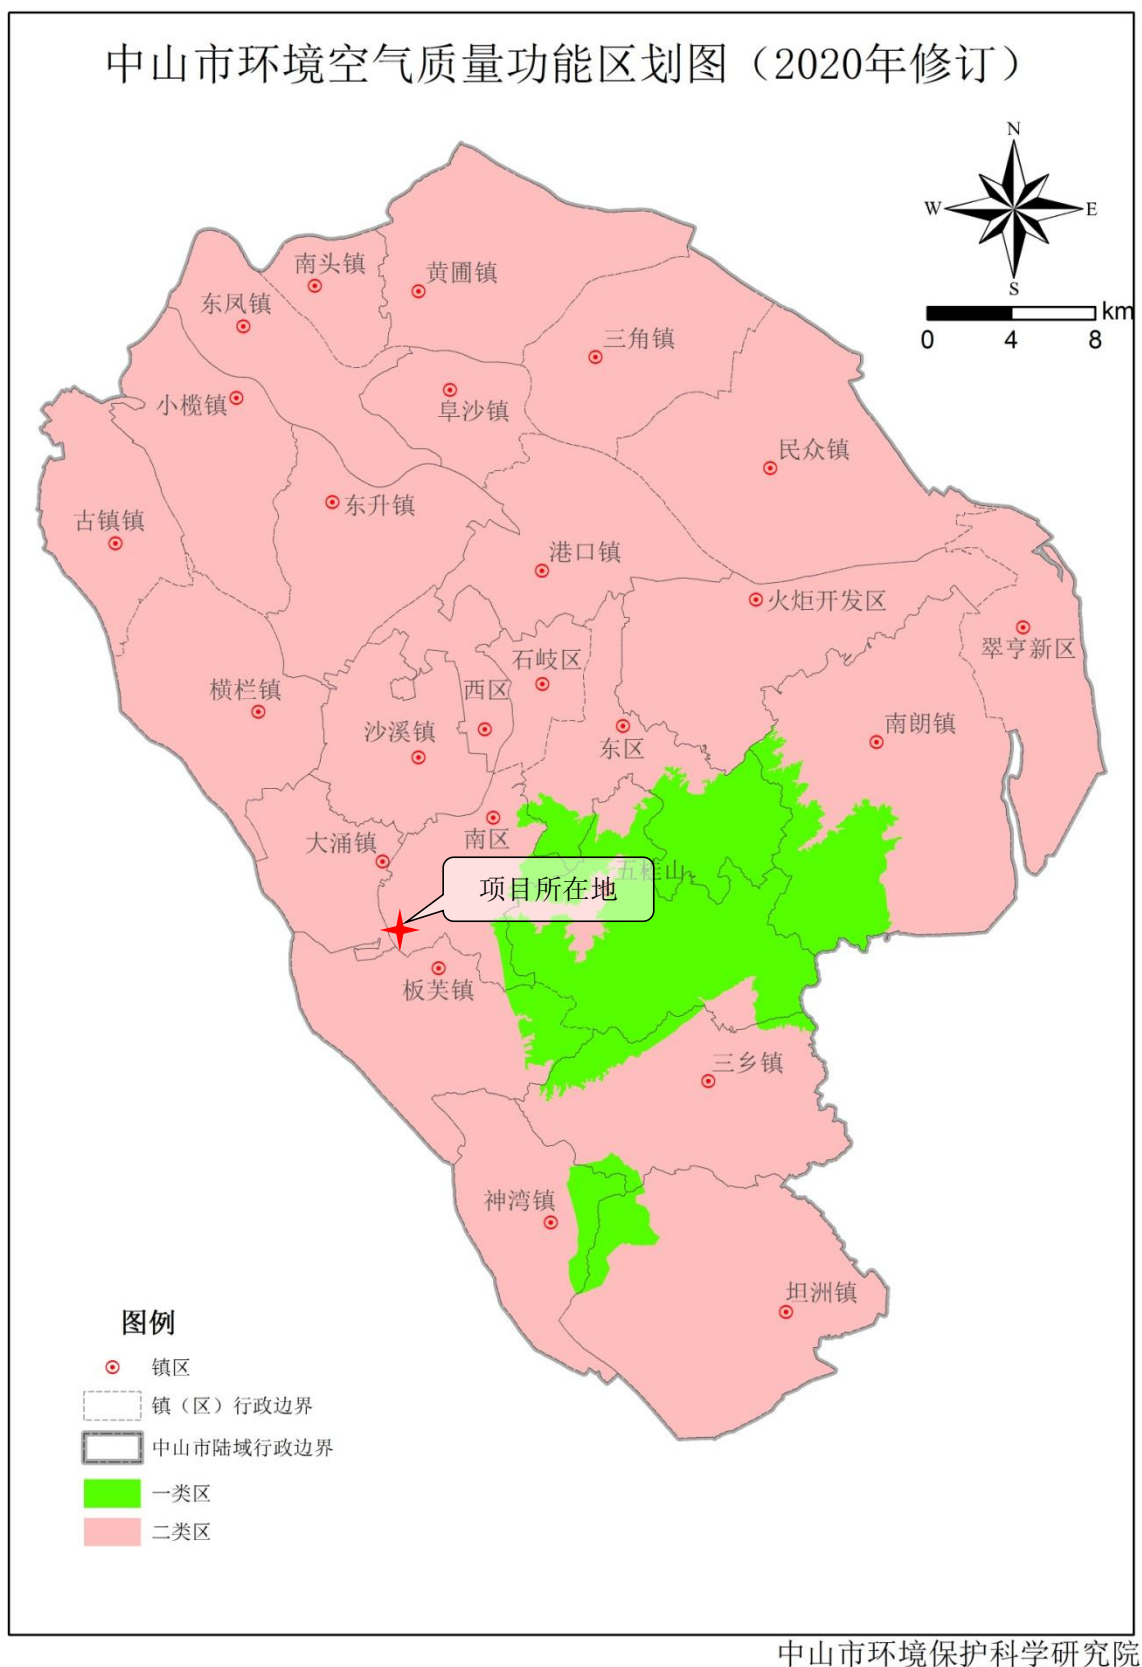 中山市环境空气质量功能区划图（2020年修订）
N
W
E
S
km
0
4
8
南头镇
黄圃镇
东凤镇
三角镇
小榄镇
阜沙镇
民众镇
东升镇
古镇镇
港口镇
火炬开发区
翠亨新区
石岐区
横栏镇
西区
沙溪镇
东区
南朗镇
南区
大涌镇
五桂山
项目所在地
板芙镇
三乡镇
神湾镇
坦洲镇
图例
镇区
镇（区）行政边界
中山市陆域行政边界
一类区
二类区
中山市环境保护科学研究院